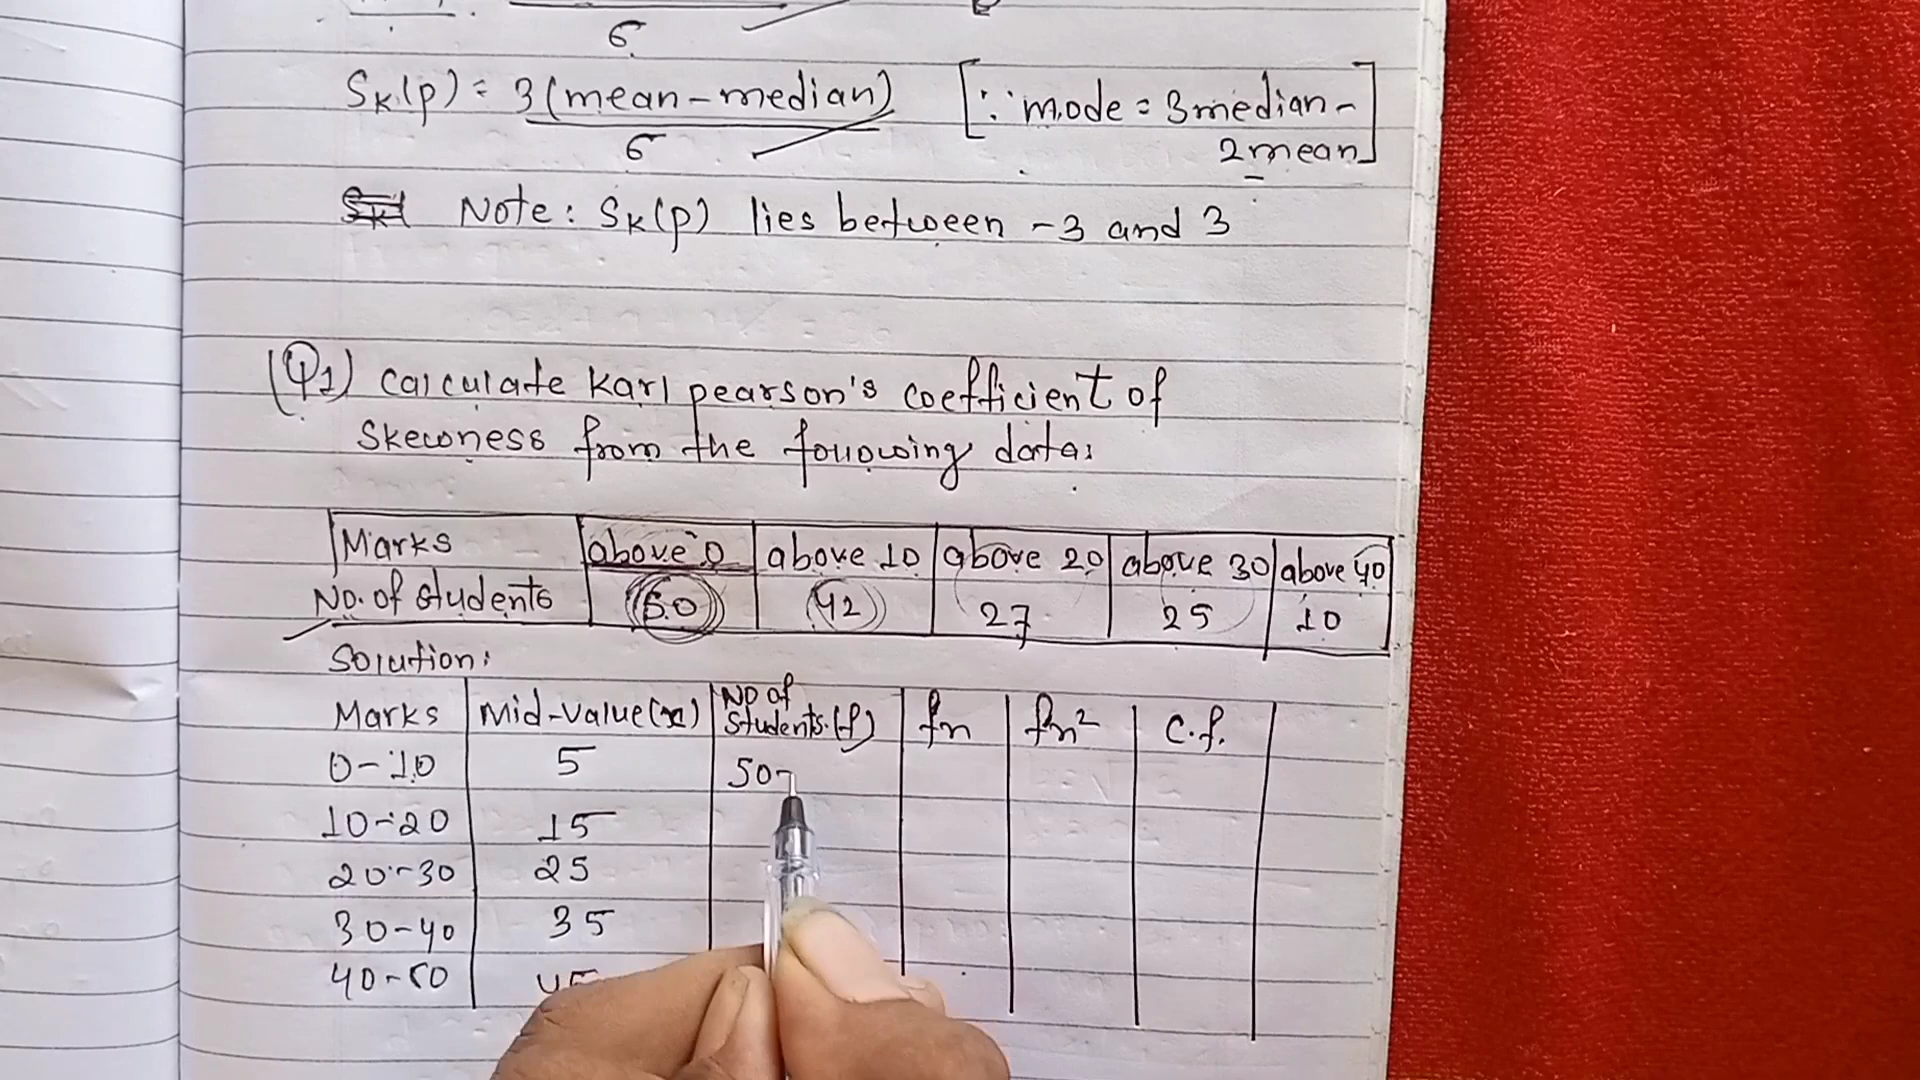 6
Sk(p) = 3(mean-median) [∵ mode = 3median-
6 2mean]
Note: Sk(p) lies between -3 and 3
(Q1) Calculate Karl pearson's coefficient of
Skewness from the following data:
Marks above 0 above 10 above 20 above 30 above 40
No. of students 50 42 27 25 10
Solution:
Marks Mid-value(x) No of Students (f) fx fx² c.f.
0-10 5 50-
10-20 15
20-30 25
30-40 35
40-50 45